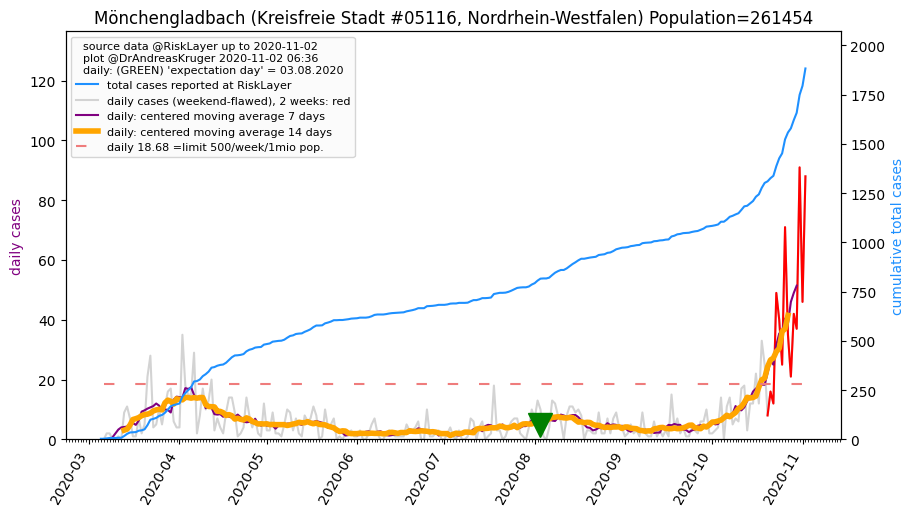 Mönchengladbach (Kreisfreie Stadt #05116, Nordrhein-Westfalen) Population=261454
source data @RiskLayer up to 2020-11-02
plot @DrAndreasKruger 2020-11-02 06:36
daily: (GREEN) 'expectation day' = 03.08.2020
total cases reported at RiskLayer
daily cases (weekend-flawed), 2 weeks: red
daily: centered moving average 7 days
daily: centered moving average 14 days
daily 18.68 =limit 500/week/1mio pop.
daily cases
120
100
80
60
40
20
0
cumulative total cases
2000
1750
1500
1250
1000
750
500
250
0
2020-03
2020-04
2020-05
2020-06
2020-07
2020-08
2020-09
2020-10
2020-11